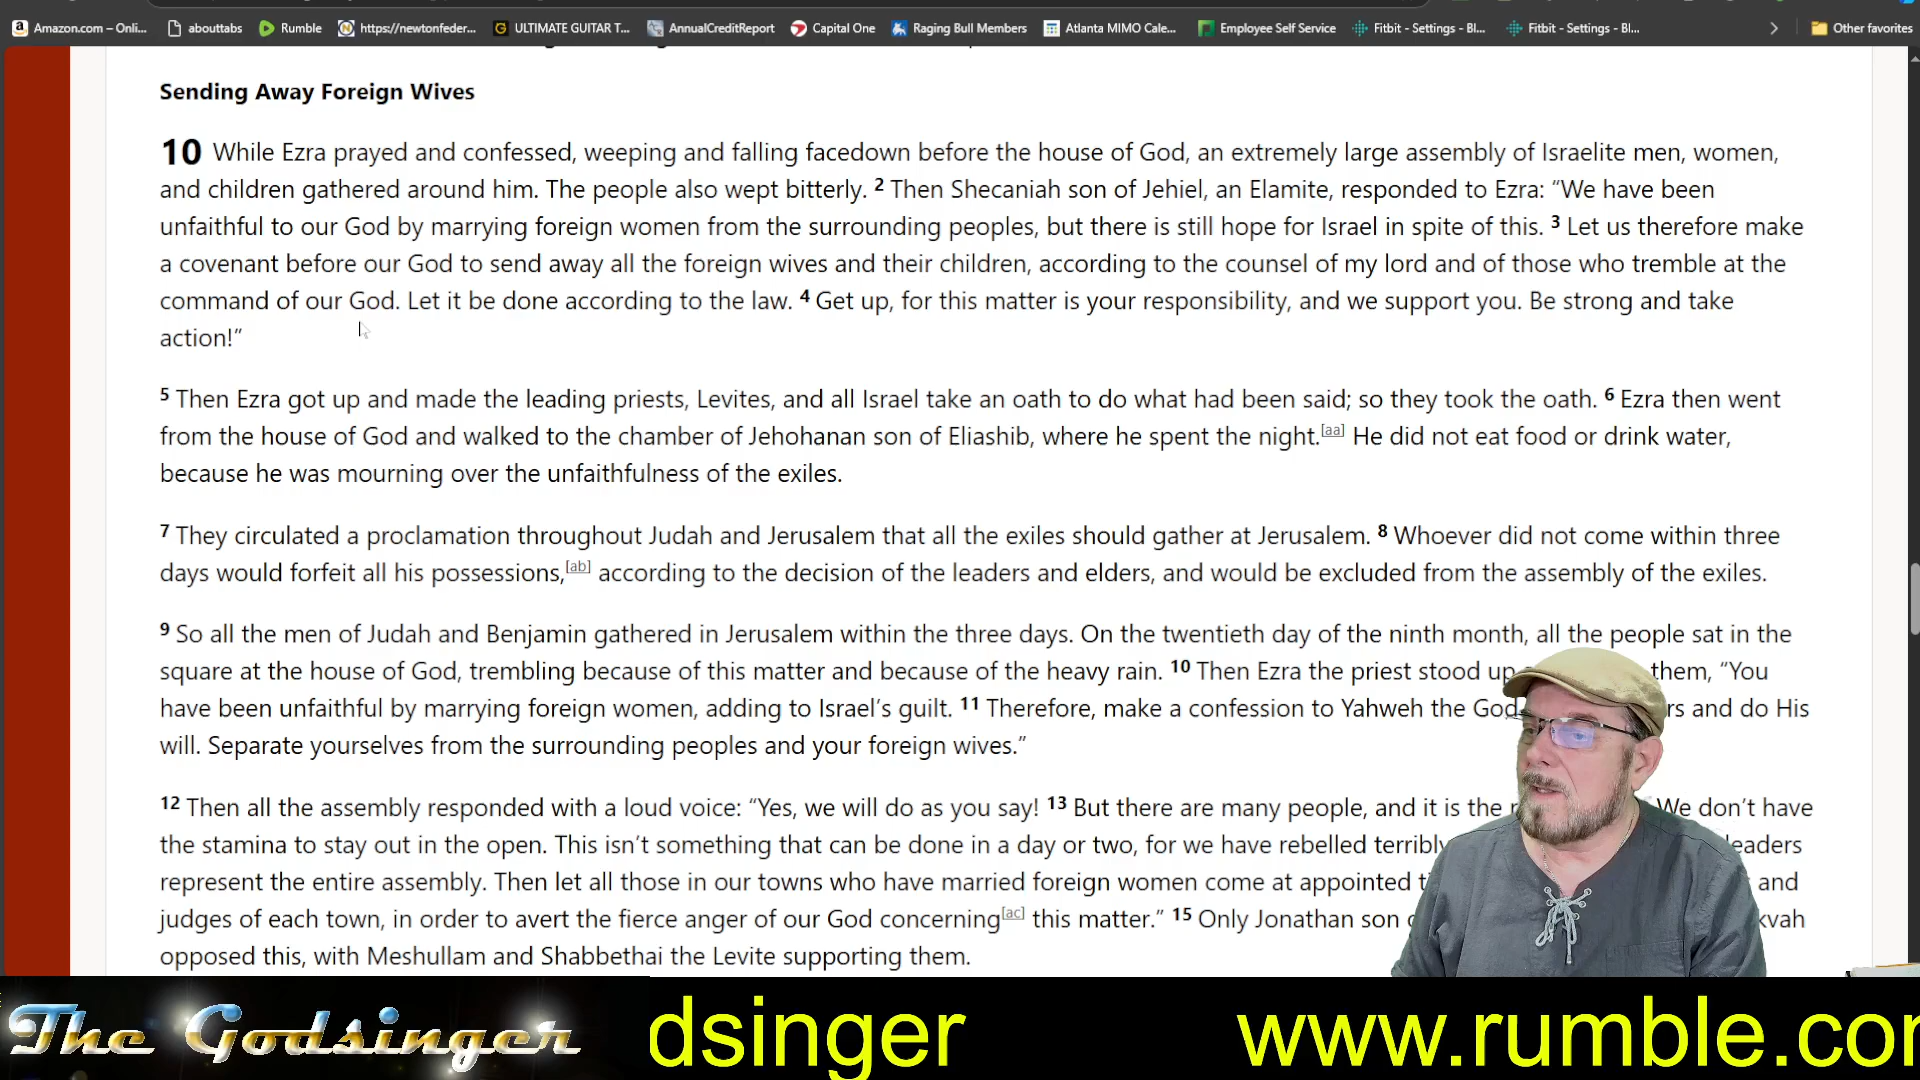 Amazon.com – Onli... abouttabs Rumble https://newtonfeder... ULTIMATE GUITAR T... AnnualCreditReport Capital One Raging Bull Members Atlanta MIMO Cale... Employee Self Service Fitbit - Settings - Bl... Fitbit - Settings - Bl... Other favorites
Sending Away Foreign Wives
10 While Ezra prayed and confessed, weeping and falling facedown before the house of God, an extremely large assembly of Israelite men, women,
and children gathered around him. The people also wept bitterly. 2 Then Shecaniah son of Jehiel, an Elamite, responded to Ezra: “We have been
unfaithful to our God by marrying foreign women from the surrounding peoples, but there is still hope for Israel in spite of this. 3 Let us therefore make
a covenant before our God to send away all the foreign wives and their children, according to the counsel of my lord and of those who tremble at the
command of our God. Let it be done according to the law. 4 Get up, for this matter is your responsibility, and we support you. Be strong and take
action!”
5 Then Ezra got up and made the leading priests, Levites, and all Israel take an oath to do what had been said; so they took the oath. 6 Ezra then went
from the house of God and walked to the chamber of Jehohanan son of Eliashib, where he spent the night.[aa] He did not eat food or drink water,
because he was mourning over the unfaithfulness of the exiles.
7 They circulated a proclamation throughout Judah and Jerusalem that all the exiles should gather at Jerusalem. 8 Whoever did not come within three
days would forfeit all his possessions,[ab] according to the decision of the leaders and elders, and would be excluded from the assembly of the exiles.
9 So all the men of Judah and Benjamin gathered in Jerusalem within the three days. On the twentieth day of the ninth month, all the people sat in the
square at the house of God, trembling because of this matter and because of the heavy rain. 10 Then Ezra the priest stood up them, “You
have been unfaithful by marrying foreign women, adding to Israel’s guilt. 11 Therefore, make a confession to Yahweh the God rs and do His
will. Separate yourselves from the surrounding peoples and your foreign wives.”
12 Then all the assembly responded with a loud voice: “Yes, we will do as you say! 13 But there are many people, and it is the We don’t have
the stamina to stay out in the open. This isn’t something that can be done in a day or two, for we have rebelled terribly eaders
represent the entire assembly. Then let all those in our towns who have married foreign women come at appointed and
judges of each town, in order to avert the fierce anger of our God concerning[ac] this matter.” 15 Only Jonathan son kvah
opposed this, with Meshullam and Shabbethai the Levite supporting them.
The Godsinger dsinger www.rumble.co